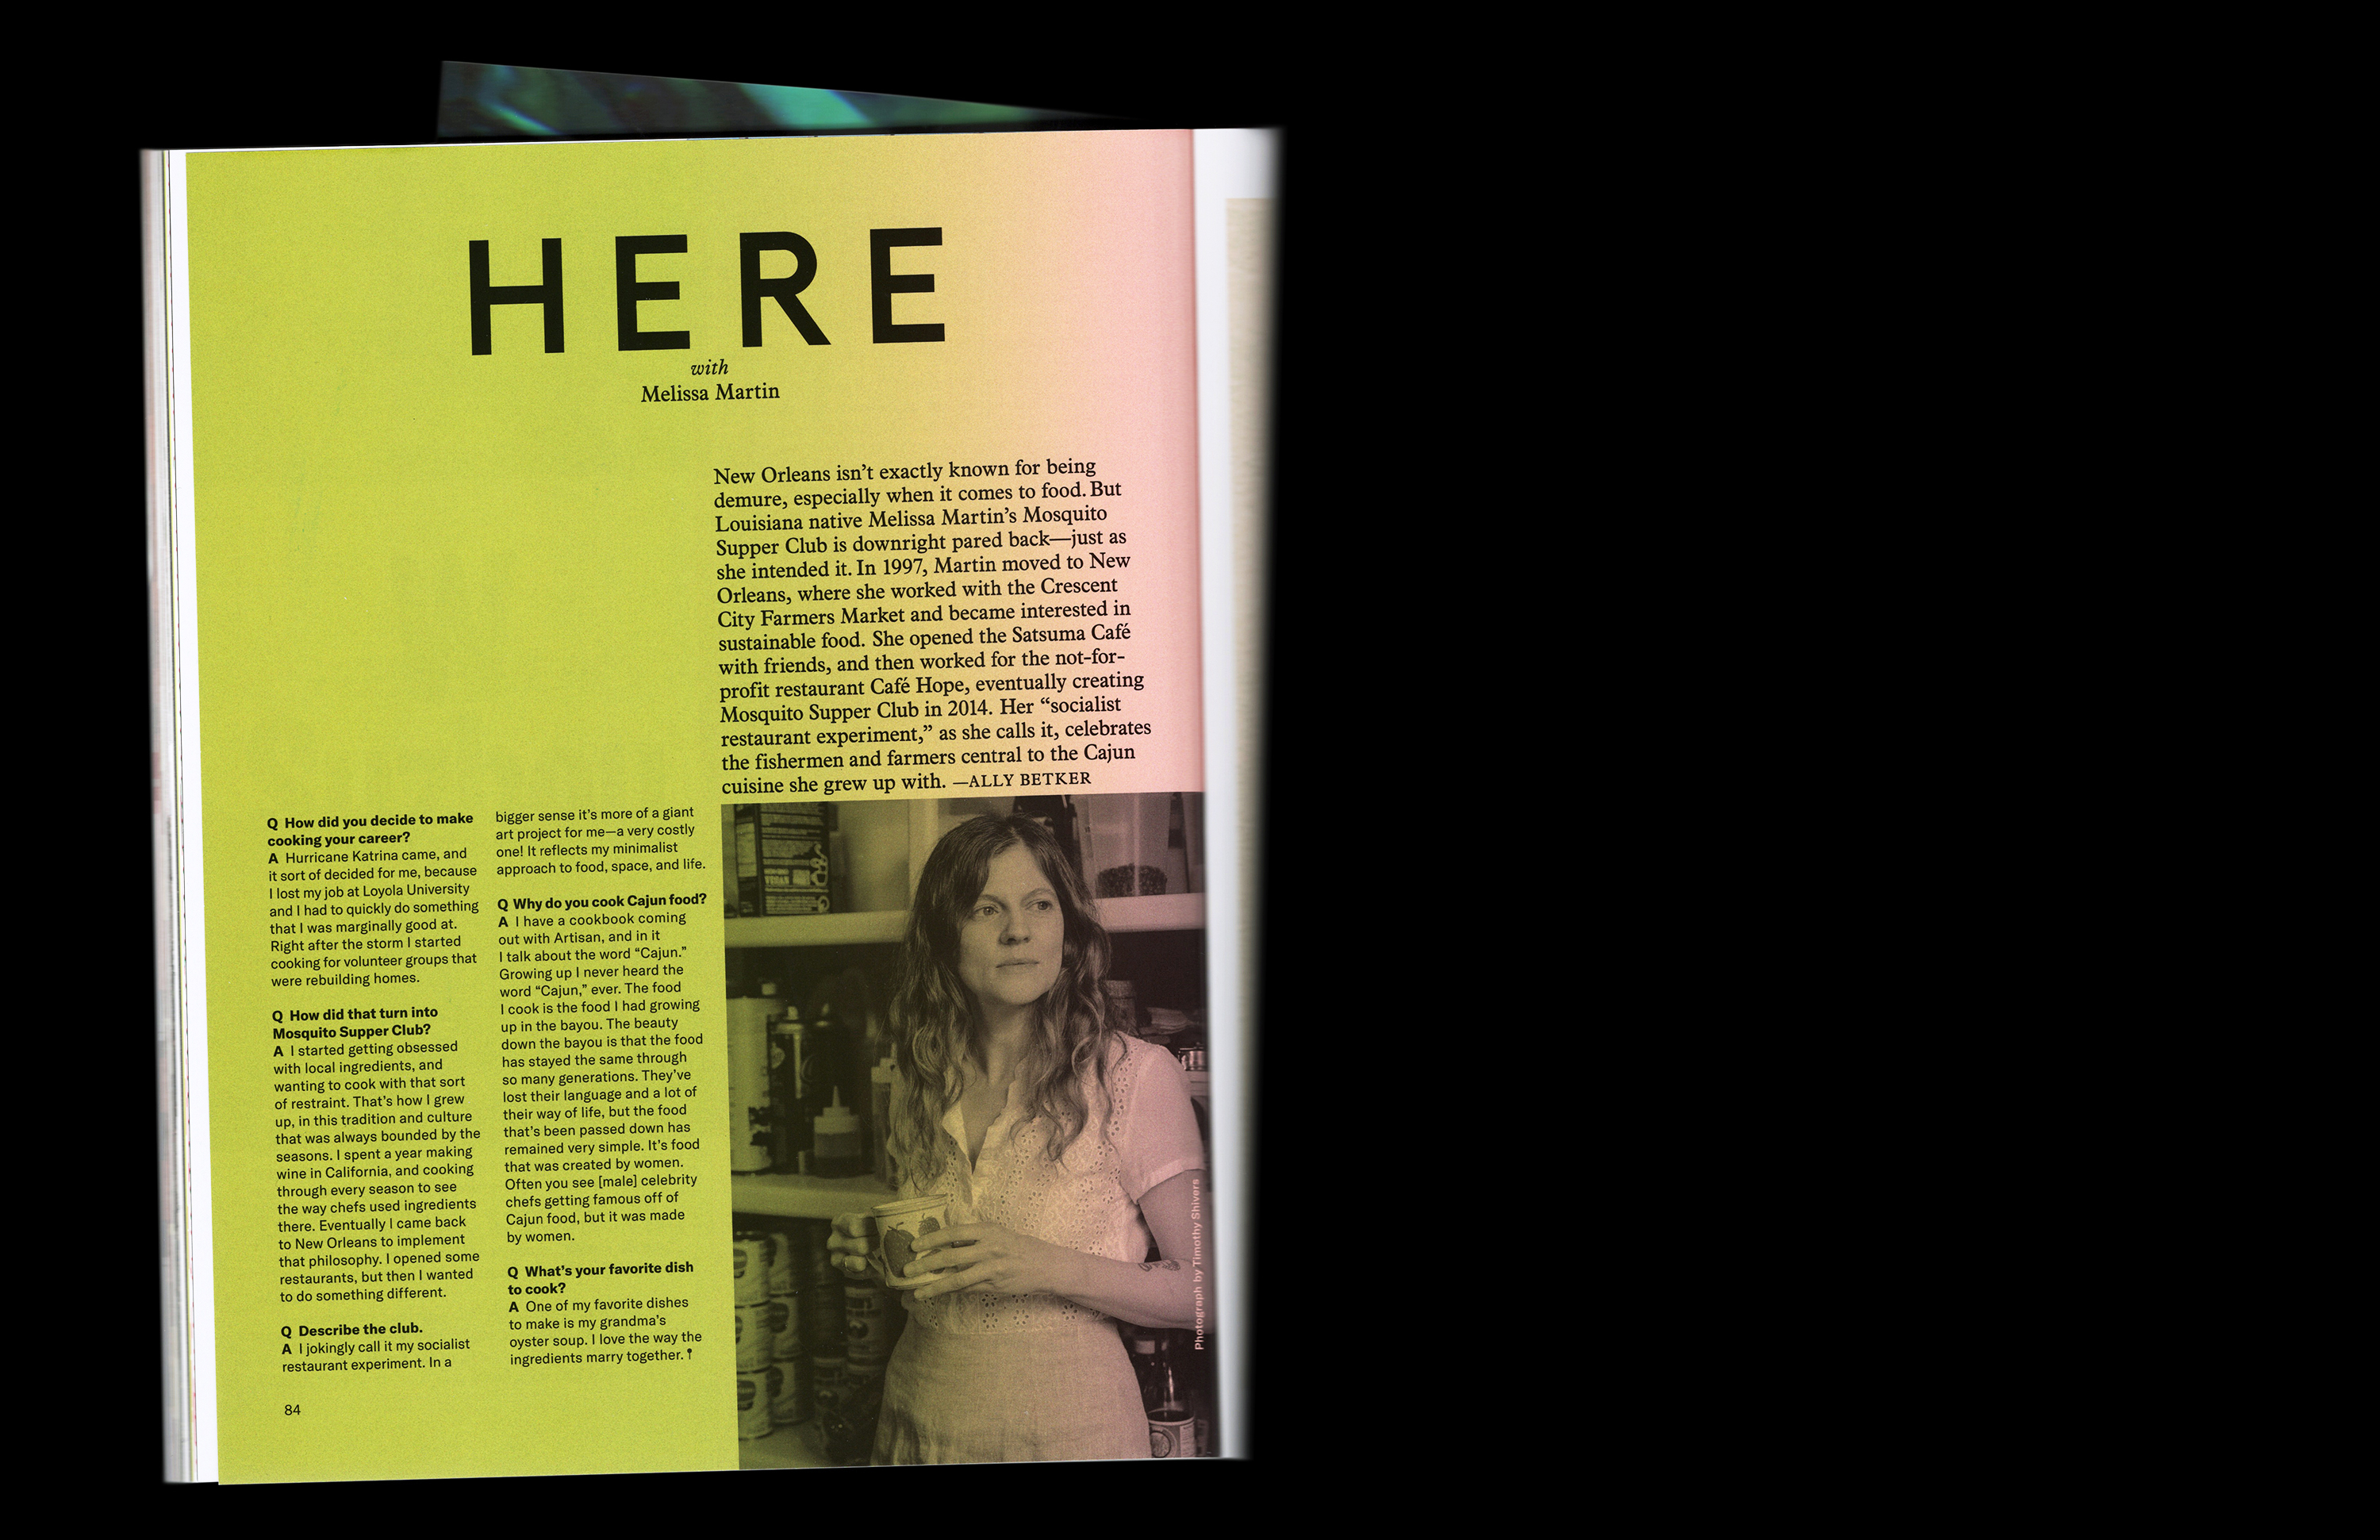 HERE
with
Melissa Martin
New Orleans isn’t exactly known for being
demure, especially when it comes to food. But
Louisiana native Melissa Martin’s Mosquito
Supper Club is downright pared back—just as
she intended it. In 1997, Martin moved to New
Orleans, where she worked with the Crescent
City Farmers Market and became interested in
sustainable food. She opened the Satsuma Café
with friends, and then worked for the not-for-
profit restaurant Café Hope, eventually creating
Mosquito Supper Club in 2014. Her “socialist
restaurant experiment,” as she calls it, celebrates
the fishermen and farmers central to the Cajun
cuisine she grew up with. —ALLY BETKER
Q How did you decide to make
cooking your career?
A Hurricane Katrina came, and
it sort of decided for me, because
I lost my job at Loyola University
and I had to quickly do something
that I was marginally good at.
Right after the storm I started
cooking for volunteer groups that
were rebuilding homes.
Q How did that turn into
Mosquito Supper Club?
A I started getting obsessed
with local ingredients, and
wanting to cook with that sort
of restraint. That’s how I grew
up, in this tradition and culture
that was always bounded by the
seasons. I spent a year making
wine in California, and cooking
through every season to see
the way chefs used ingredients
there. Eventually I came back
to New Orleans to implement
that philosophy. I opened some
restaurants, but then I wanted
to do something different.
Q Describe the club.
A I jokingly call it my socialist
restaurant experiment. In a
bigger sense it’s more of a giant
art project for me—a very costly
one! It reflects my minimalist
approach to food, space, and life.
Q Why do you cook Cajun food?
A I have a cookbook coming
out with Artisan, and in it
I talk about the word “Cajun.”
Growing up I never heard the
word “Cajun,” ever. The food
I cook is the food I had growing
up in the bayou. The beauty
down the bayou is that the food
has stayed the same through
so many generations. They’ve
lost their language and a lot of
their way of life, but the food
that’s been passed down has
remained very simple. It’s food
that was created by women.
Often you see [male] celebrity
chefs getting famous off of
Cajun food, but it was made
by women.
Q What’s your favorite dish
to cook?
A One of my favorite dishes
to make is my grandma’s
oyster soup. I love the way the
ingredients marry together.
Photograph by Timothy Shivers
84